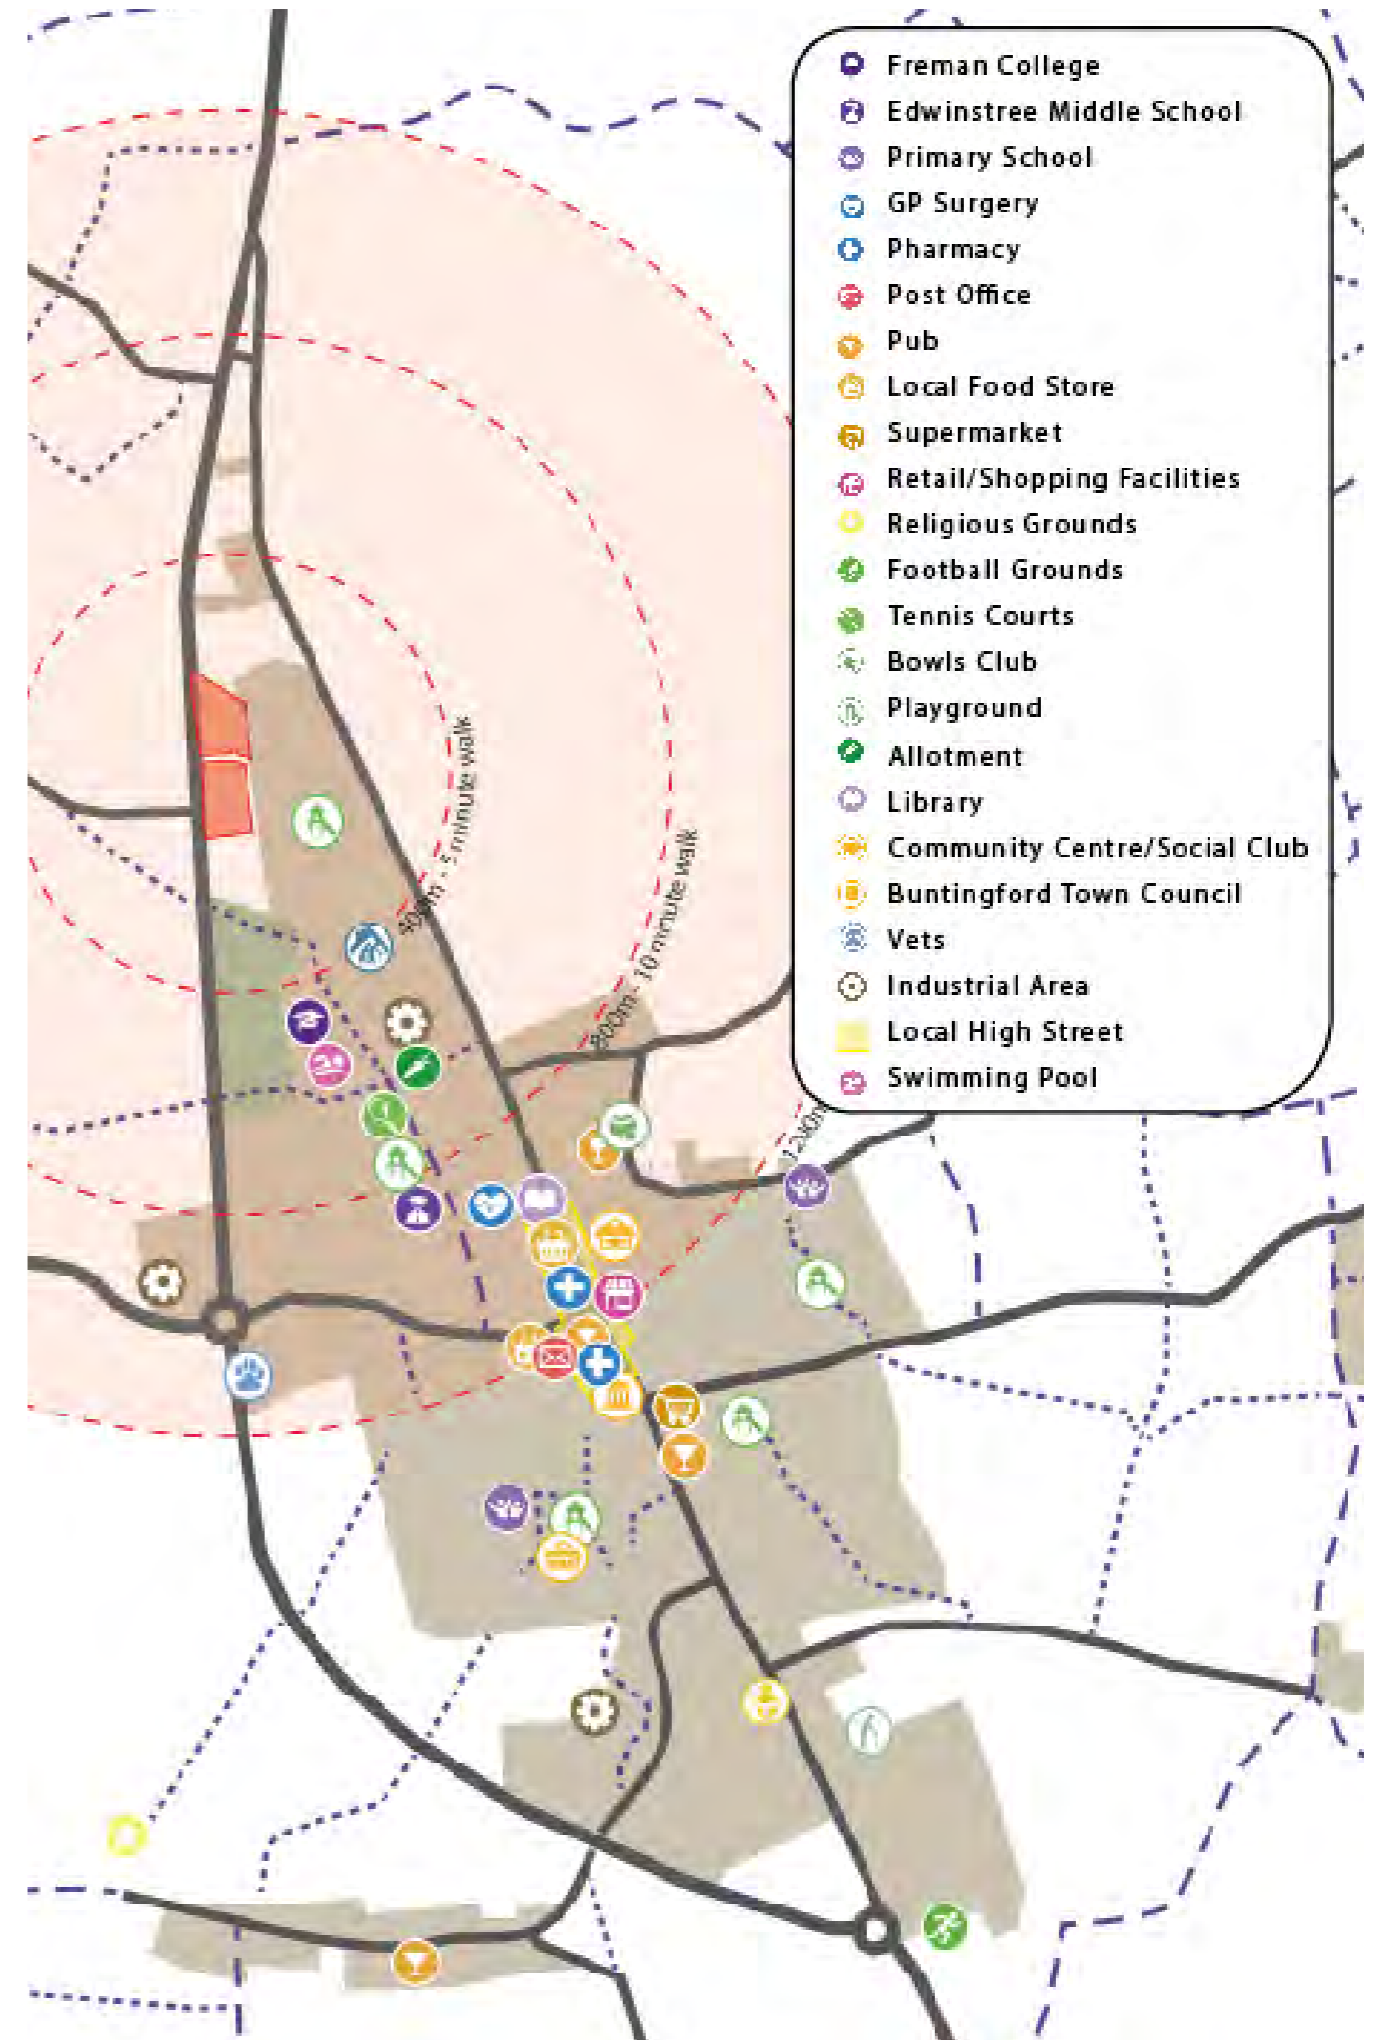 Freman College
Edwinstree Middle School
Primary School
GP Surgery
Pharmacy
Post Office
Pub
Local Food Store
Supermarket
Retail/Shopping Facilities
Religious Grounds
Football Grounds
Tennis Courts
Bowls Club
Playground
Allotment
Library
Community Centre/Social Club
Buntingford Town Council
Vets
Industrial Area
Local High Street
Swimming Pool
400m - 5 minute walk
800m - 10 minute walk
1200m